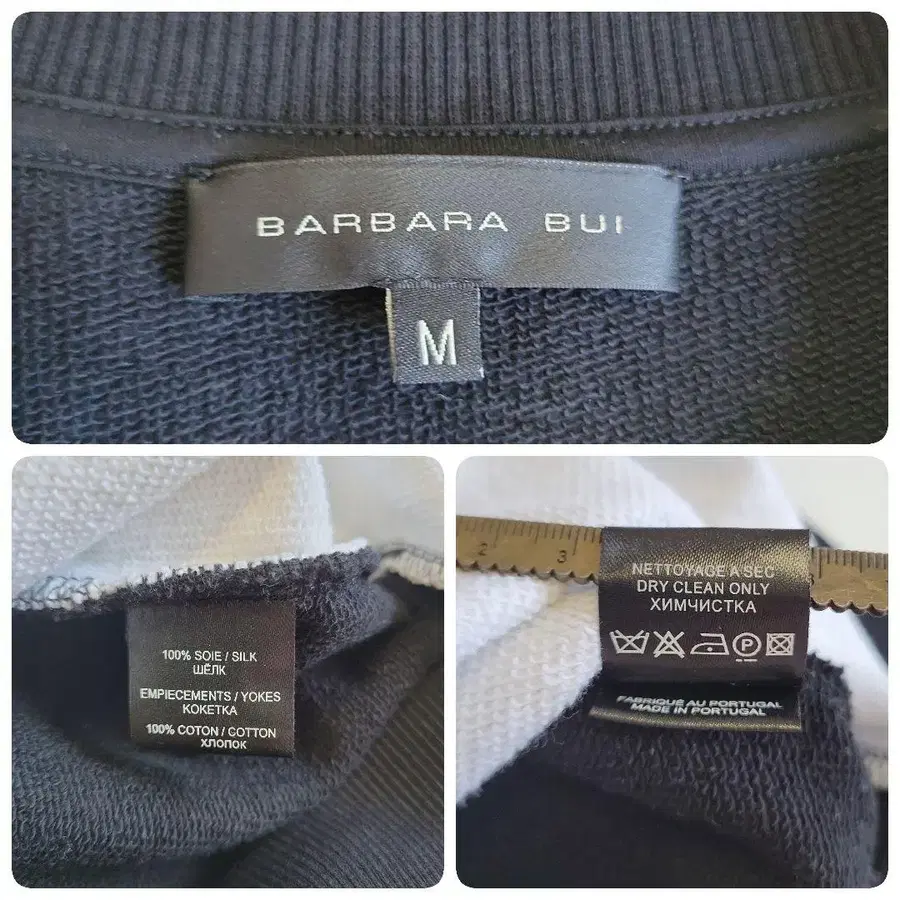 BARBARA BUI
M
100% SOIE / SILK
ШЁЛК
EMPIECEMENTS / YOKES
КОКЕТКА
100% COTON / COTTON
ХЛОПОК
2 3
NETTOYAGE A SEC
DRY CLEAN ONLY
ХИМЧИСТКА
P
FABRIQUÉ AU PORTUGAL
MADE IN PORTUGAL